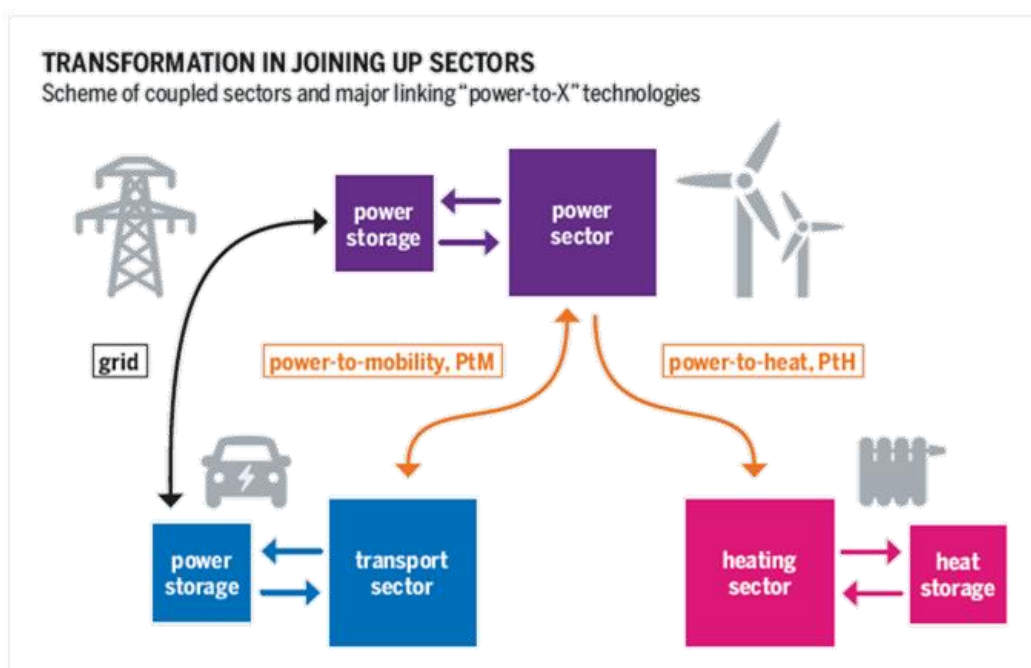 TRANSFORMATION IN JOINING UP SECTORS
Scheme of coupled sectors and major linking “power-to-X” technologies
power
storage
power
sector
grid
power-to-mobility, PtM
power-to-heat, PtH
power
storage
transport
sector
heating
sector
heat
storage